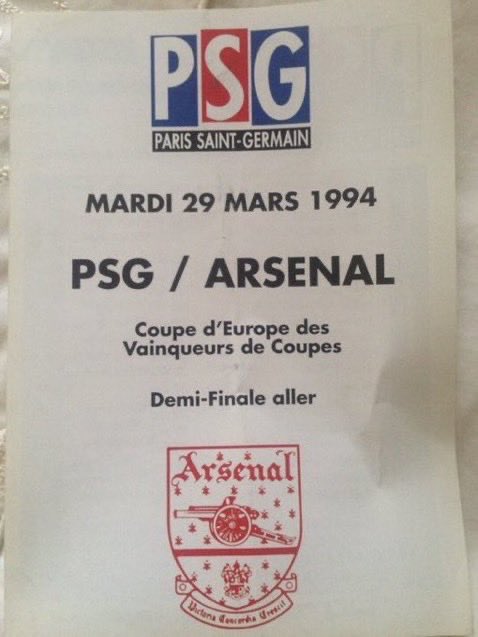 PSG
PARIS SAINT-GERMAIN
MARDI 29 MARS 1994
PSG / ARSENAL
Coupe d'Europe des
Vainqueurs de Coupes
Demi-Finale aller
Arsenal
Victoria Concordia Crescit